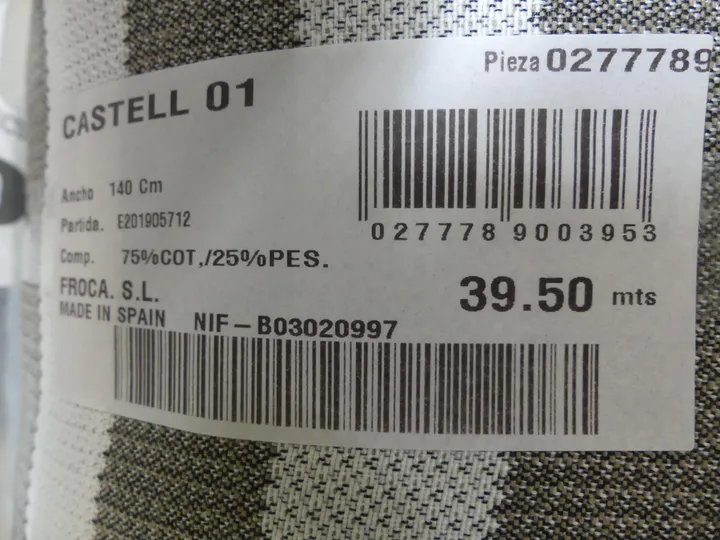 Pieza 02777789
CASTELL 01
Ancho 140 Cm
Partida. E201905712
027778 9003953
Comp. 75%COT,/25%PES.
FROCA. S.L.
39.50 mts
MADE IN SPAIN NIF-B03020997